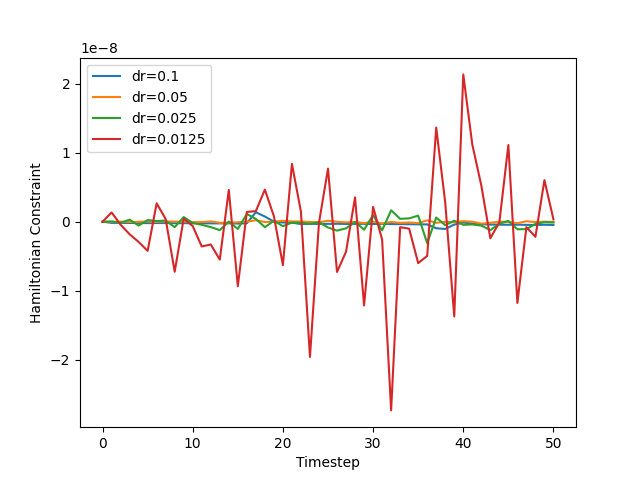 1e−8
dr=0.1
dr=0.05
dr=0.025
dr=0.0125
2
1
0
−1
−2
Hamiltonian Constraint
0 10 20 30 40 50
Timestep